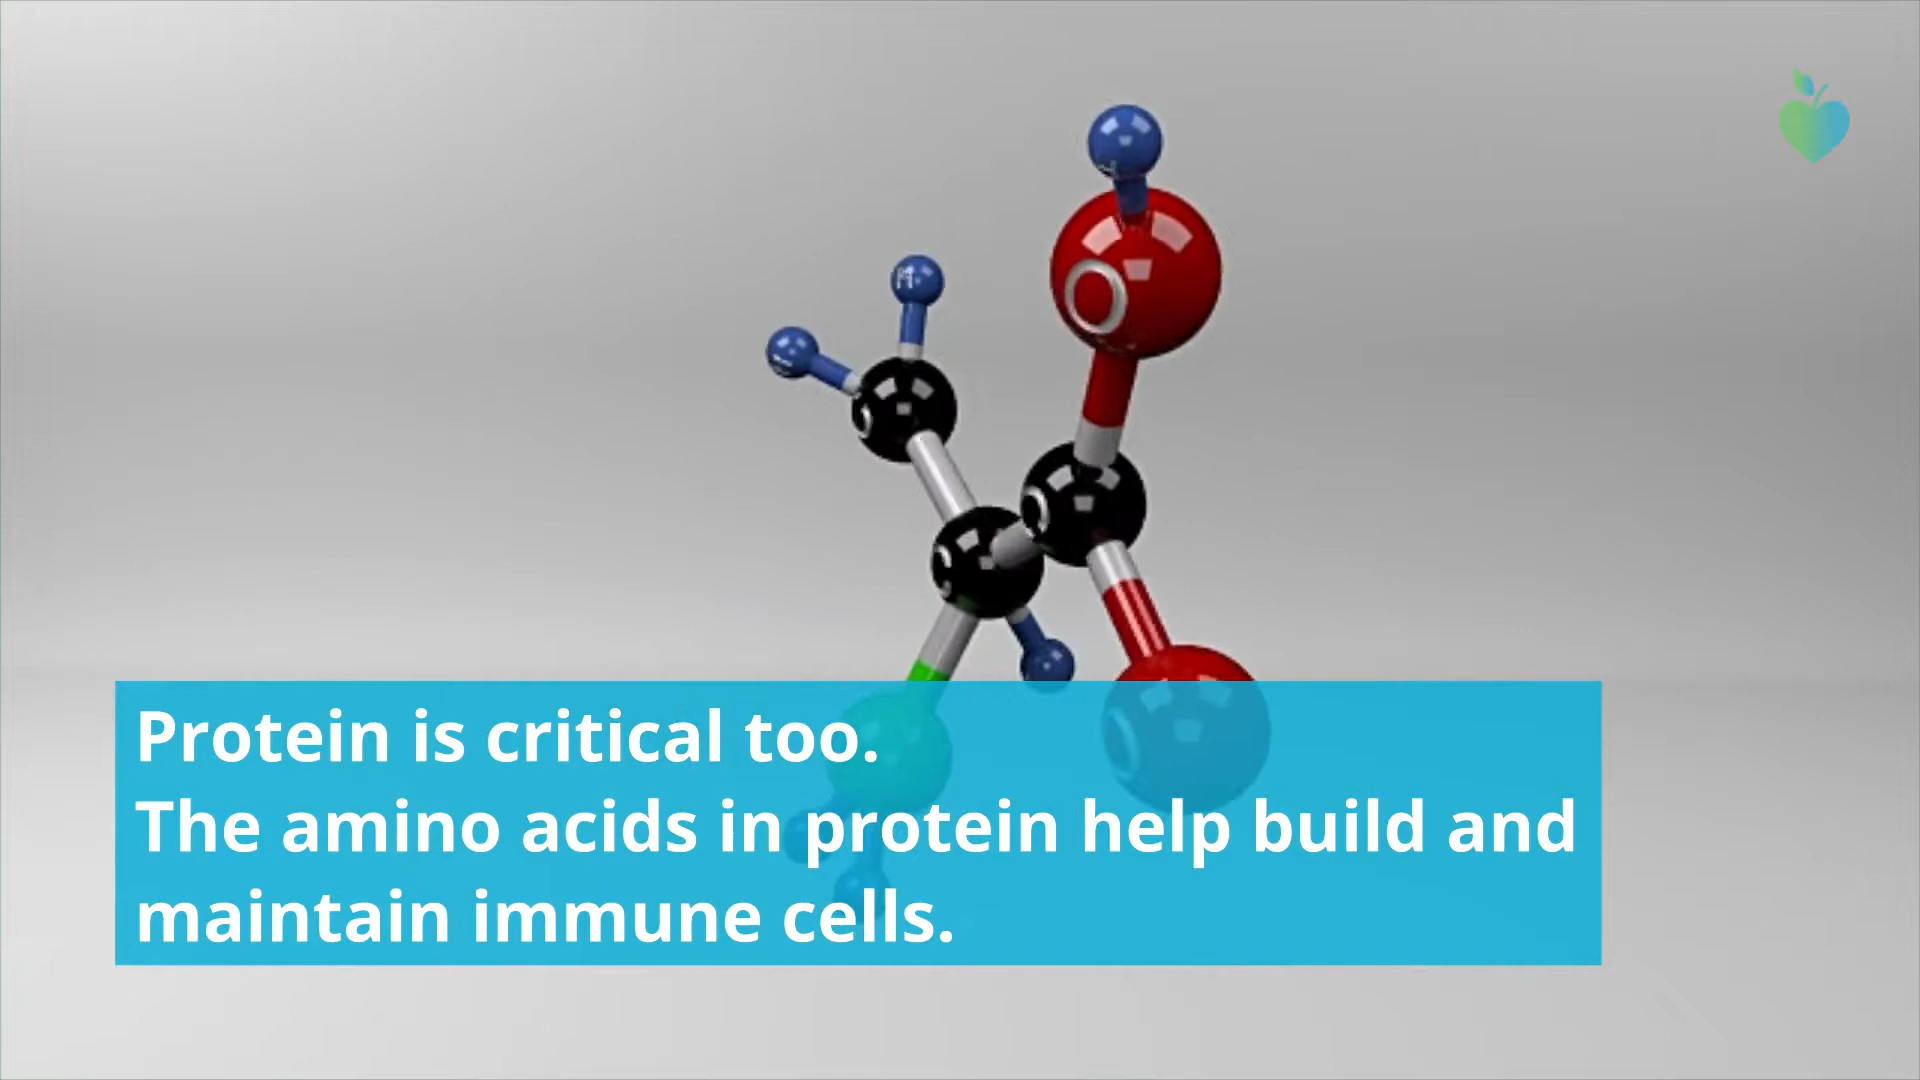 Protein is critical too.
The amino acids in protein help build and
maintain immune cells.
H
H
O